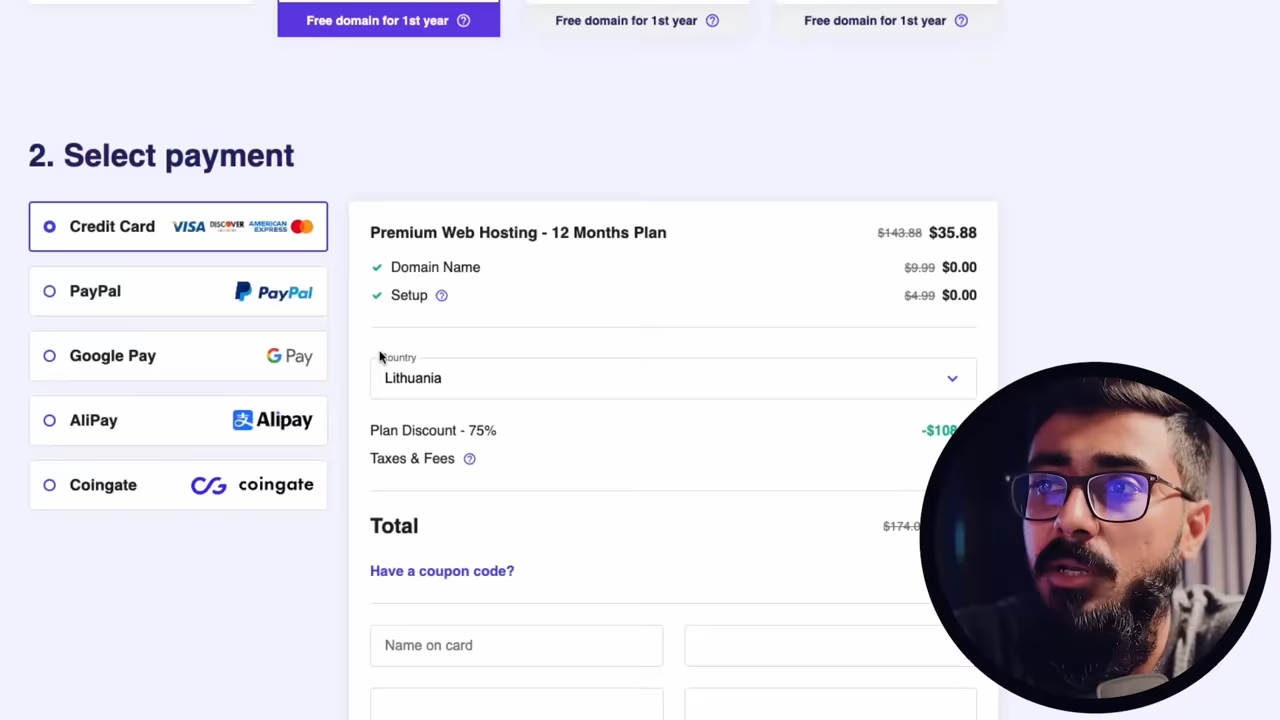 Free domain for 1st year
Free domain for 1st year
Free domain for 1st year
2. Select payment
Credit Card VISA DISCOVER AMERICAN EXPRESS
PayPal PayPal
Google Pay G Pay
AliPay Alipay
Coingate coingate
Premium Web Hosting - 12 Months Plan $143.88 $35.88
Domain Name $9.99 $0.00
Setup $4.99 $0.00
Country
Lithuania
Plan Discount - 75% -$108
Taxes & Fees
Total $174.0
Have a coupon code?
Name on card